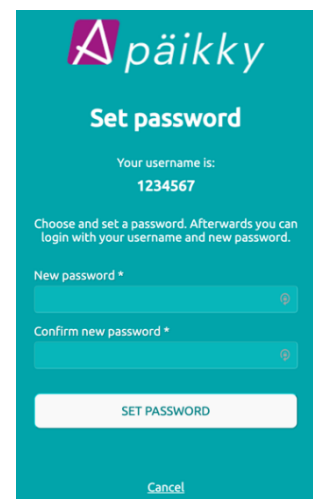 A päikky
Set password
Your username is:
1234567
Choose and set a password. Afterwards you can
login with your username and new password.
New password *
Confirm new password *
SET PASSWORD
Cancel